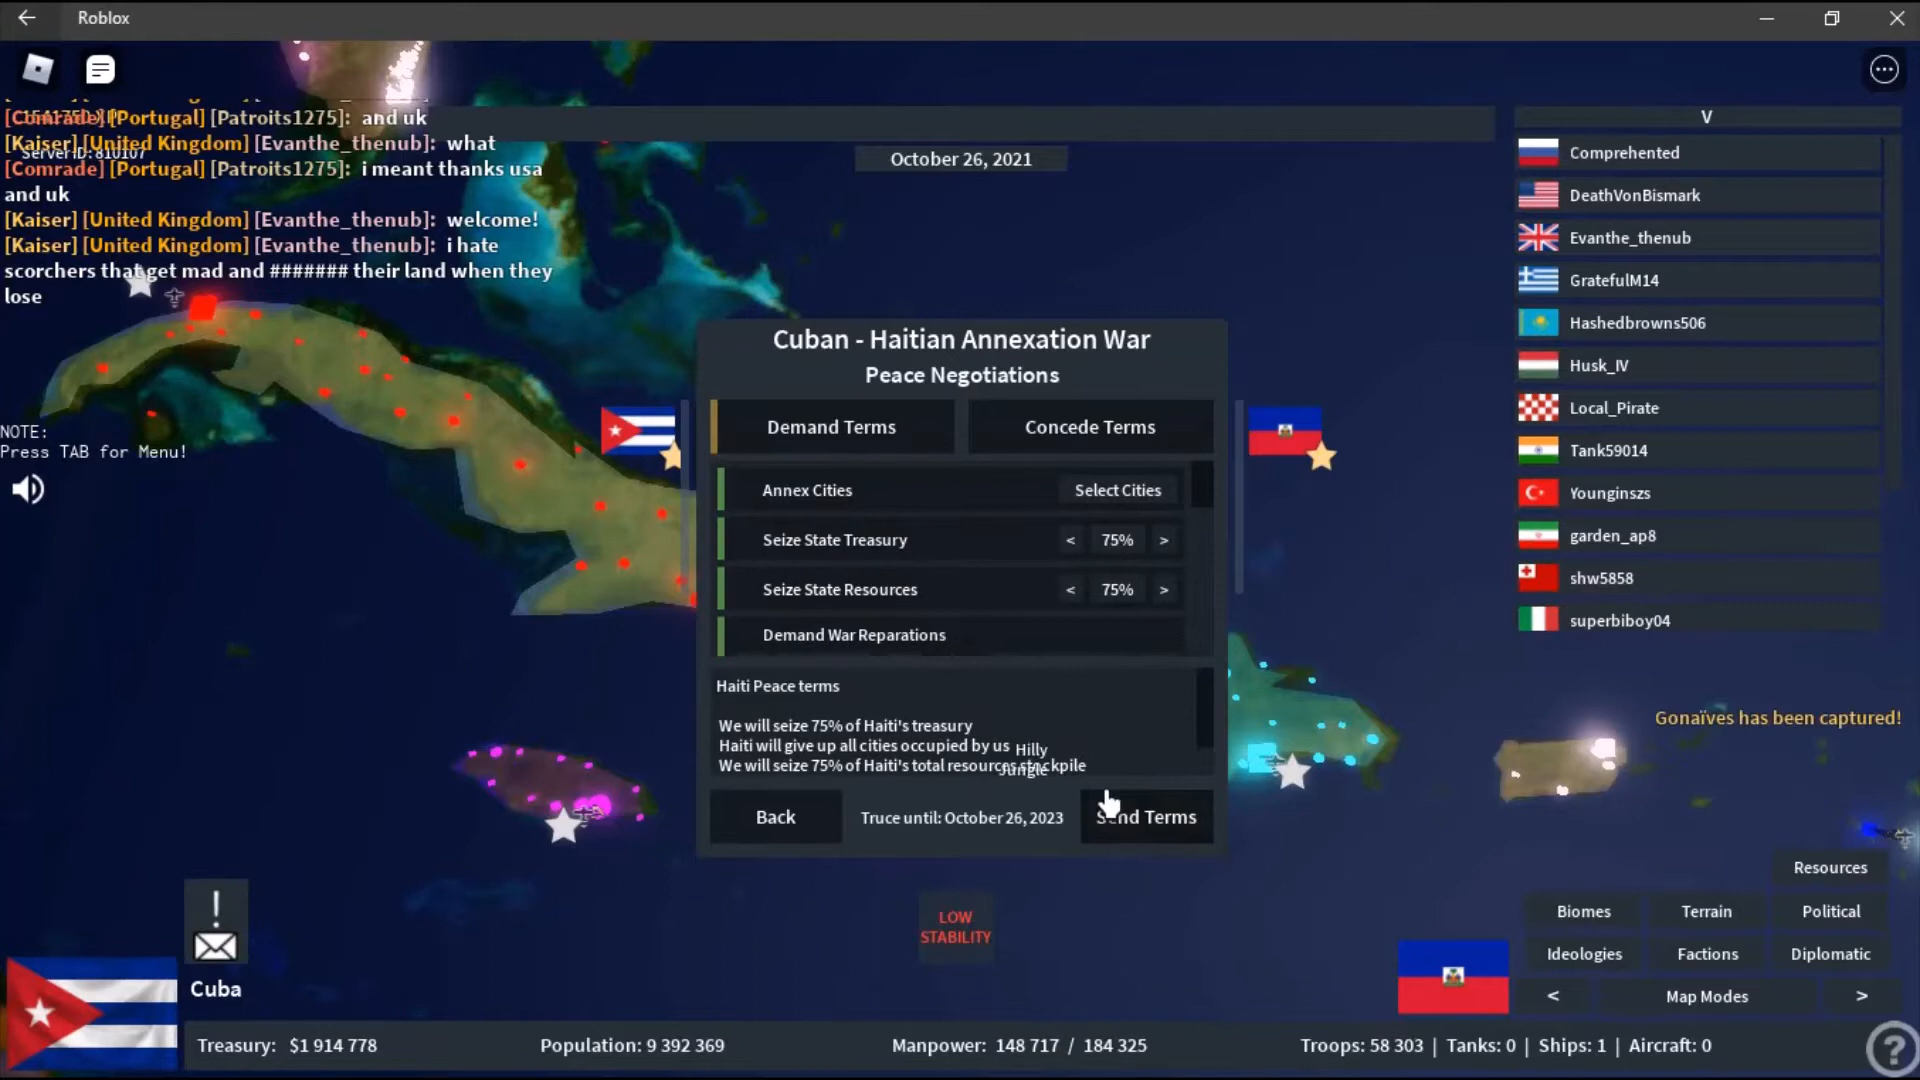 Roblox
[Portugal] [Patroits1275]: and uk
[Kaiser] [United Kingdom] [Evanthe_thenub]: what
Server ID: 810107
[Comrade] [Portugal] [Patroits1275]: i meant thanks usa
and uk
[Kaiser] [United Kingdom] [Evanthe_thenub]: welcome!
[Kaiser] [United Kingdom] [Evanthe_thenub]: i hate
scorchers that get mad and ####### their land when they
lose
NOTE:
Press TAB for Menu!
October 26, 2021
V
Comprehented
DeathVonBismark
Evanthe_thenub
GratefulM14
Hashedbrowns506
Husk_IV
Local_Pirate
Tank59014
Younginszs
garden_ap8
shw5858
superbiboy04
Cuban - Haitian Annexation War
Peace Negotiations
Demand Terms
Concede Terms
Annex Cities
Select Cities
Seize State Treasury
< 75% >
Seize State Resources
< 75% >
Demand War Reparations
Haiti Peace terms
We will seize 75% of Haiti's treasury
Haiti will give up all cities occupied by us
We will seize 75% of Haiti's total resources stockpile
Hilly
Jungle
Back
Truce until: October 26, 2023
Send Terms
Gonaïves has been captured!
LOW
STABILITY
Resources
Biomes
Terrain
Political
Ideologies
Factions
Diplomatic
<
Map Modes
>
!
Cuba
Treasury: $1 914 778
Population: 9 392 369
Manpower: 148 717 / 184 325
Troops: 58 303 | Tanks: 0 | Ships: 1 | Aircraft: 0
?